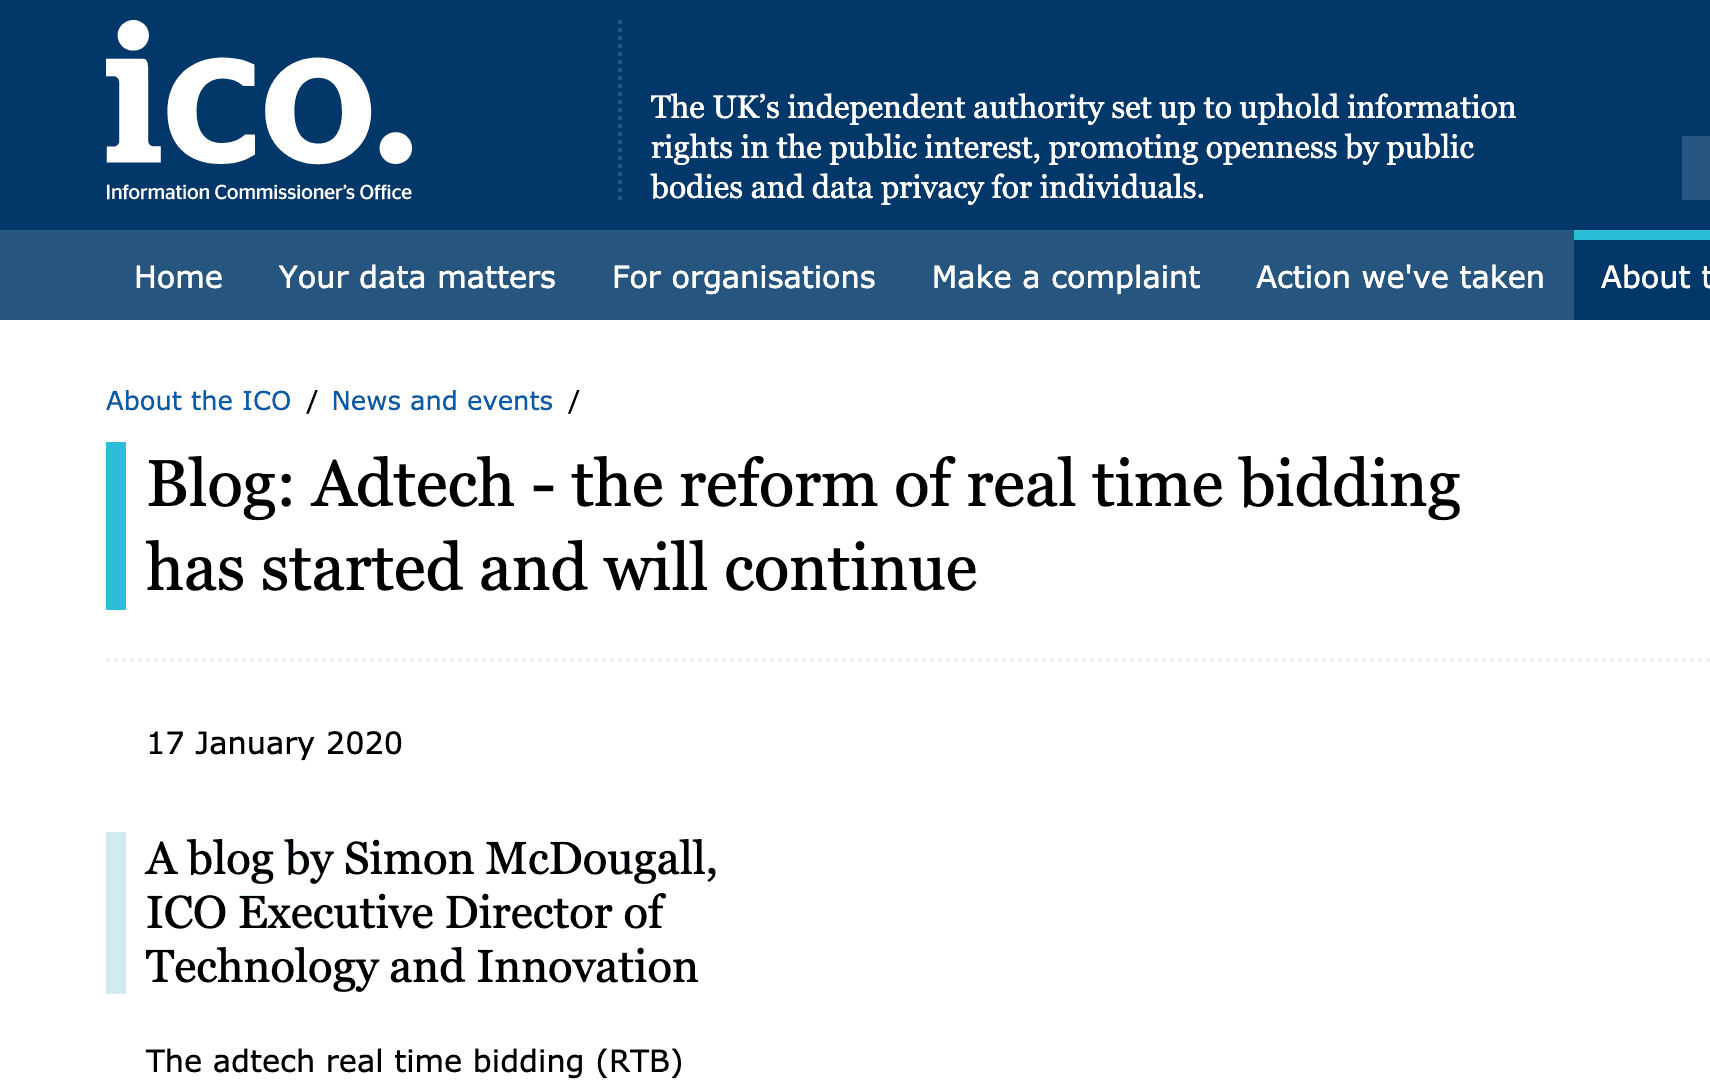 ico.
Information Commissioner's Office
The UK’s independent authority set up to uphold information
rights in the public interest, promoting openness by public
bodies and data privacy for individuals.
Home Your data matters For organisations Make a complaint Action we've taken About t
About the ICO / News and events /
Blog: Adtech - the reform of real time bidding
has started and will continue
17 January 2020
A blog by Simon McDougall,
ICO Executive Director of
Technology and Innovation
The adtech real time bidding (RTB)